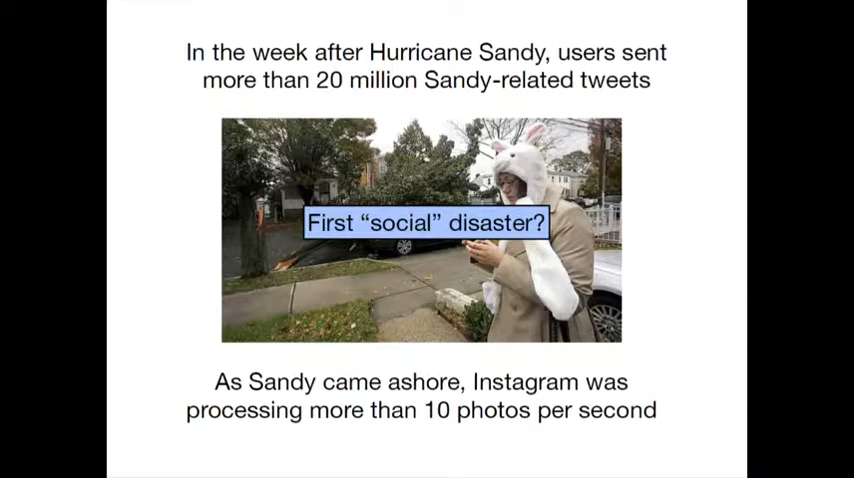 In the week after Hurricane Sandy, users sent
more than 20 million Sandy-related tweets
First “social” disaster?
As Sandy came ashore, Instagram was
processing more than 10 photos per second